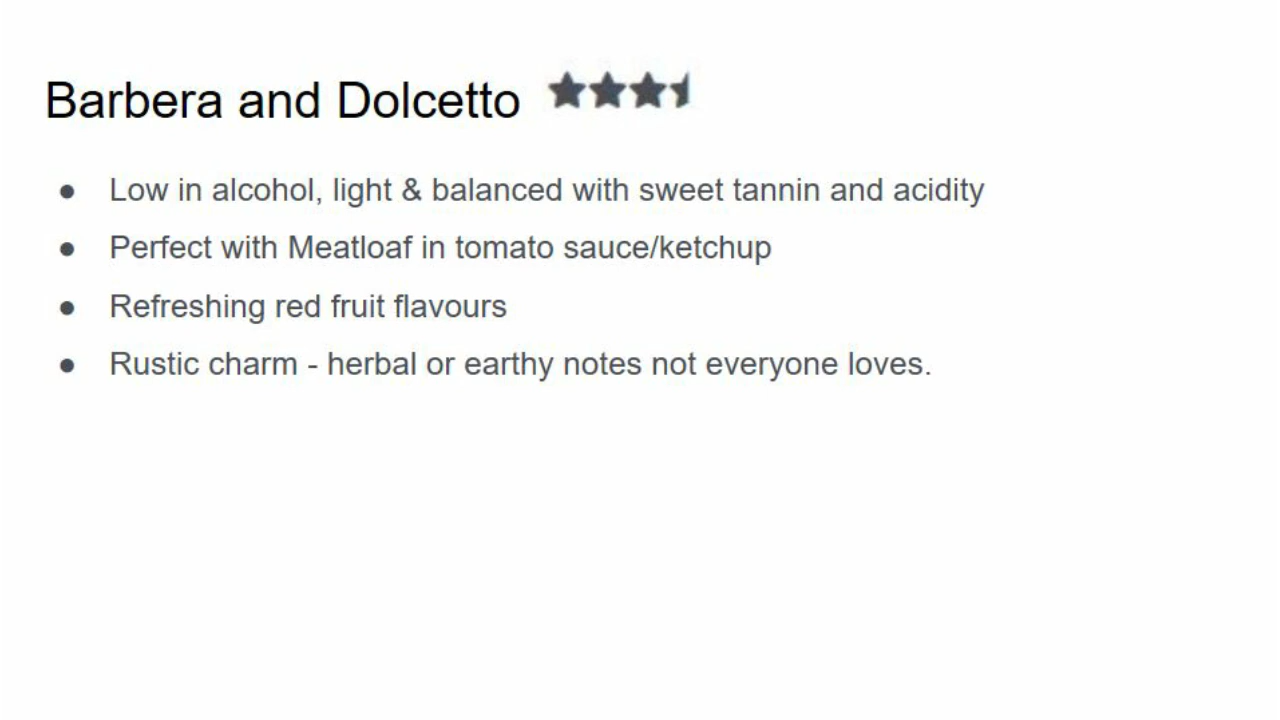 Barbera and Dolcetto
● Low in alcohol, light & balanced with sweet tannin and acidity
● Perfect with Meatloaf in tomato sauce/ketchup
● Refreshing red fruit flavours
● Rustic charm - herbal or earthy notes not everyone loves.